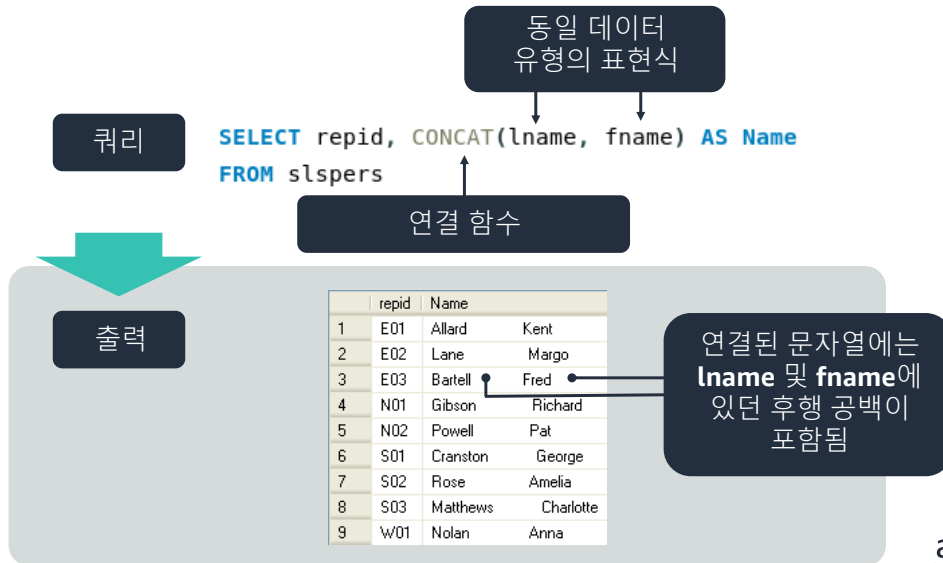 동일 데이터
유형의 표현식
쿼리
SELECT repid, CONCAT(lname, fname) AS Name
FROM slspers
연결 함수
출력
repid Name
1 E01 Allard Kent
2 E02 Lane Margo
3 E03 Bartell Fred
4 N01 Gibson Richard
5 N02 Powell Pat
6 S01 Cranston George
7 S02 Rose Amelia
8 S03 Matthews Charlotte
9 W01 Nolan Anna
연결된 문자열에는
lname 및 fname에
있던 후행 공백이
포함됨
a